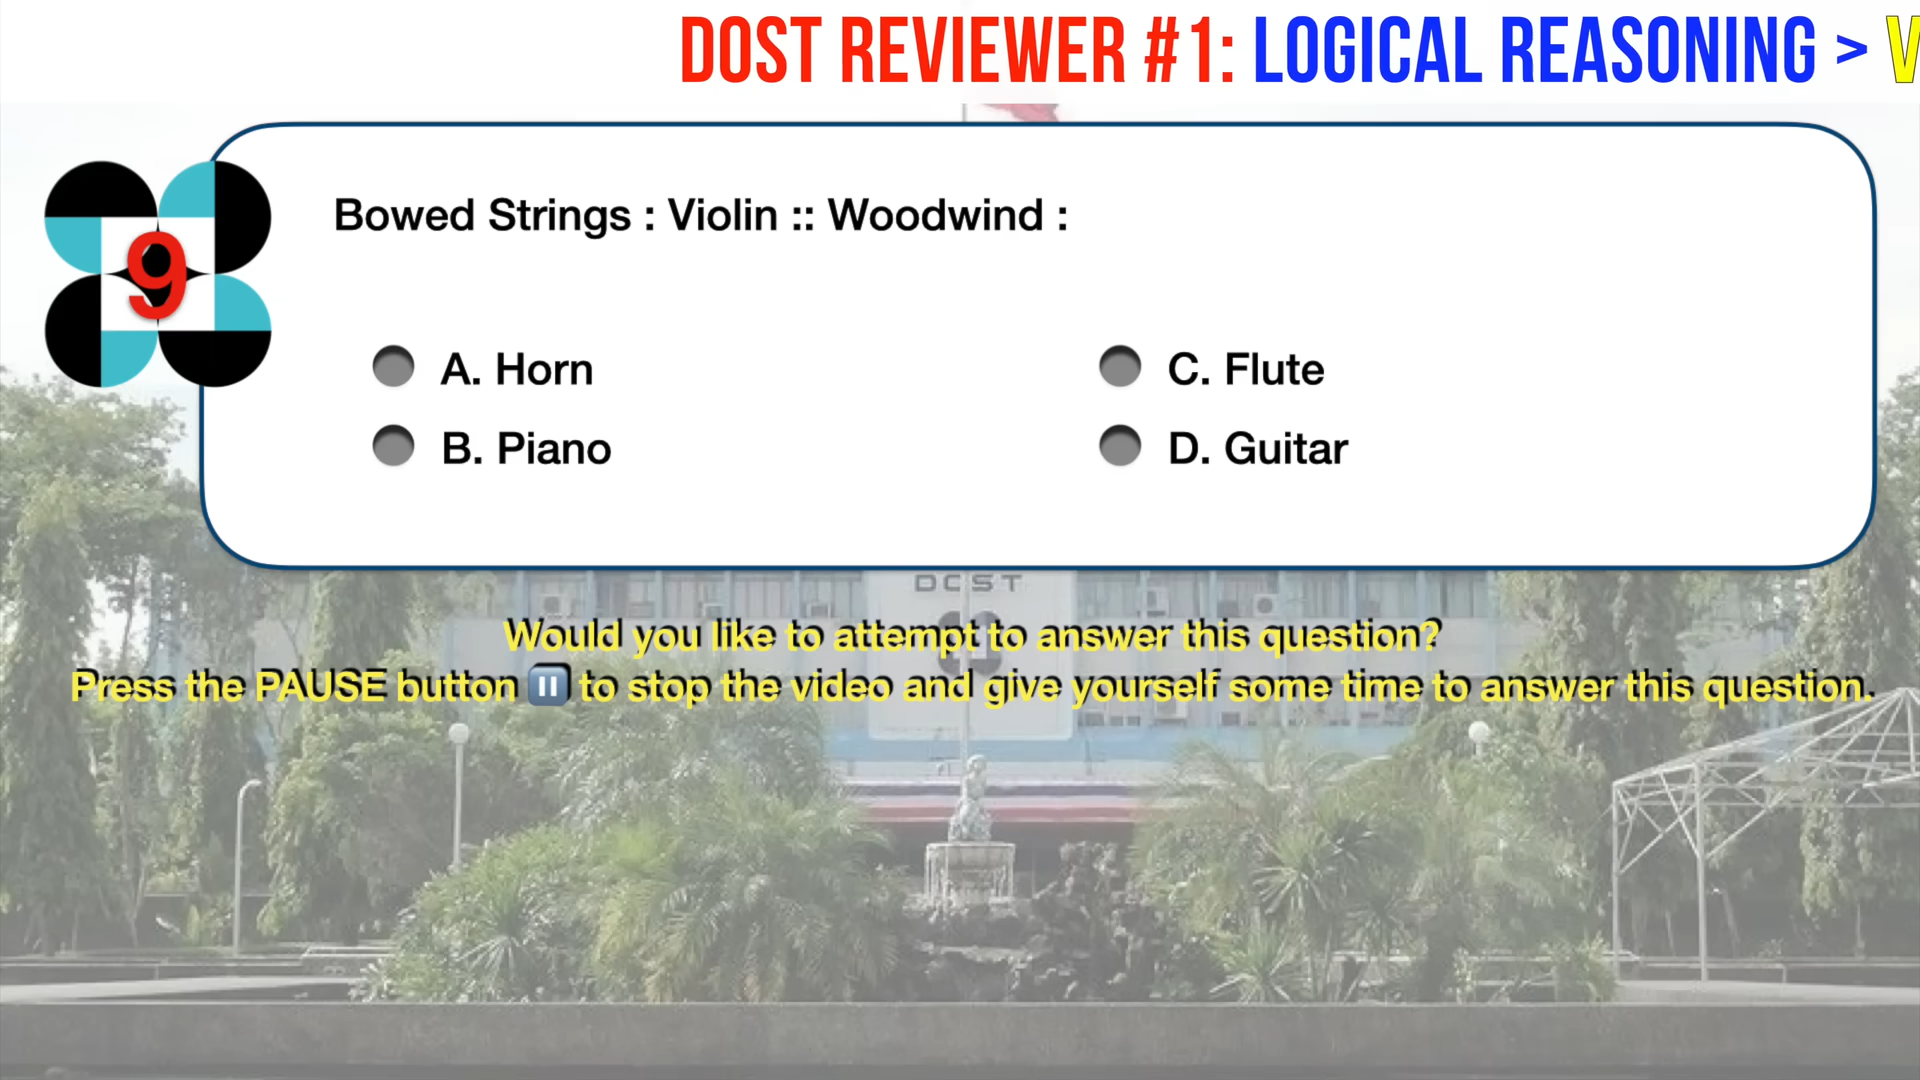 DOST REVIEWER #1: LOGICAL REASONING > V
9
Bowed Strings : Violin :: Woodwind :
A. Horn
B. Piano
C. Flute
D. Guitar
DOST
Would you like to attempt to answer this question?
Press the PAUSE button ⏸ to stop the video and give yourself some time to answer this question.